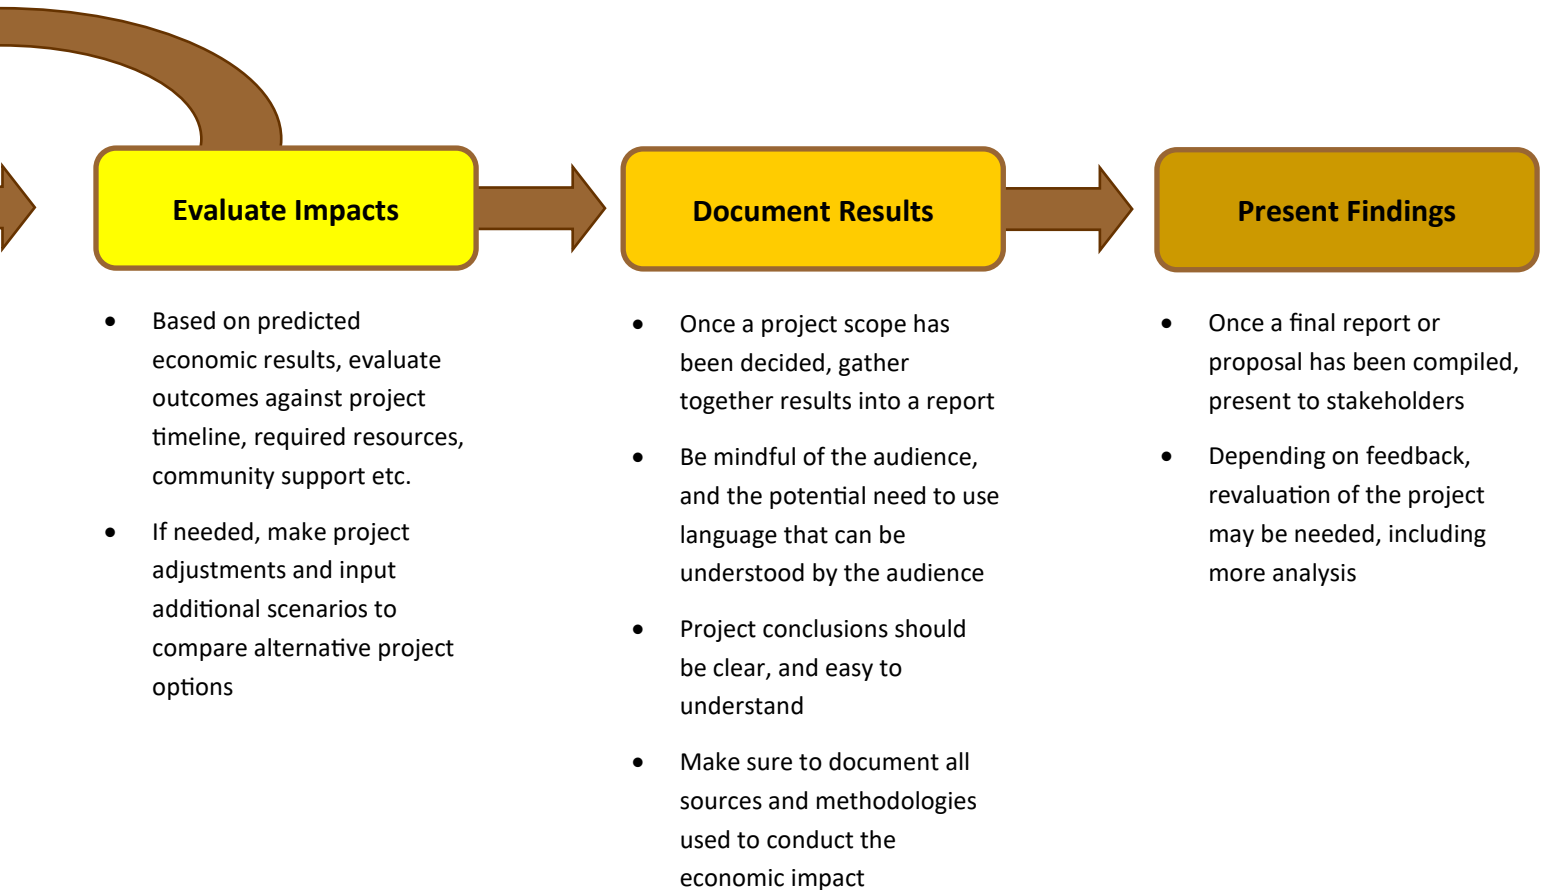 Evaluate Impacts
Document Results
Present Findings
• Based on predicted
economic results, evaluate
outcomes against project
timeline, required resources,
community support etc.
• If needed, make project
adjustments and input
additional scenarios to
compare alternative project
options
• Once a project scope has
been decided, gather
together results into a report
• Be mindful of the audience,
and the potential need to use
language that can be
understood by the audience
• Project conclusions should
be clear, and easy to
understand
• Make sure to document all
sources and methodologies
used to conduct the
economic impact
• Once a final report or
proposal has been compiled,
present to stakeholders
• Depending on feedback,
revaluation of the project
may be needed, including
more analysis